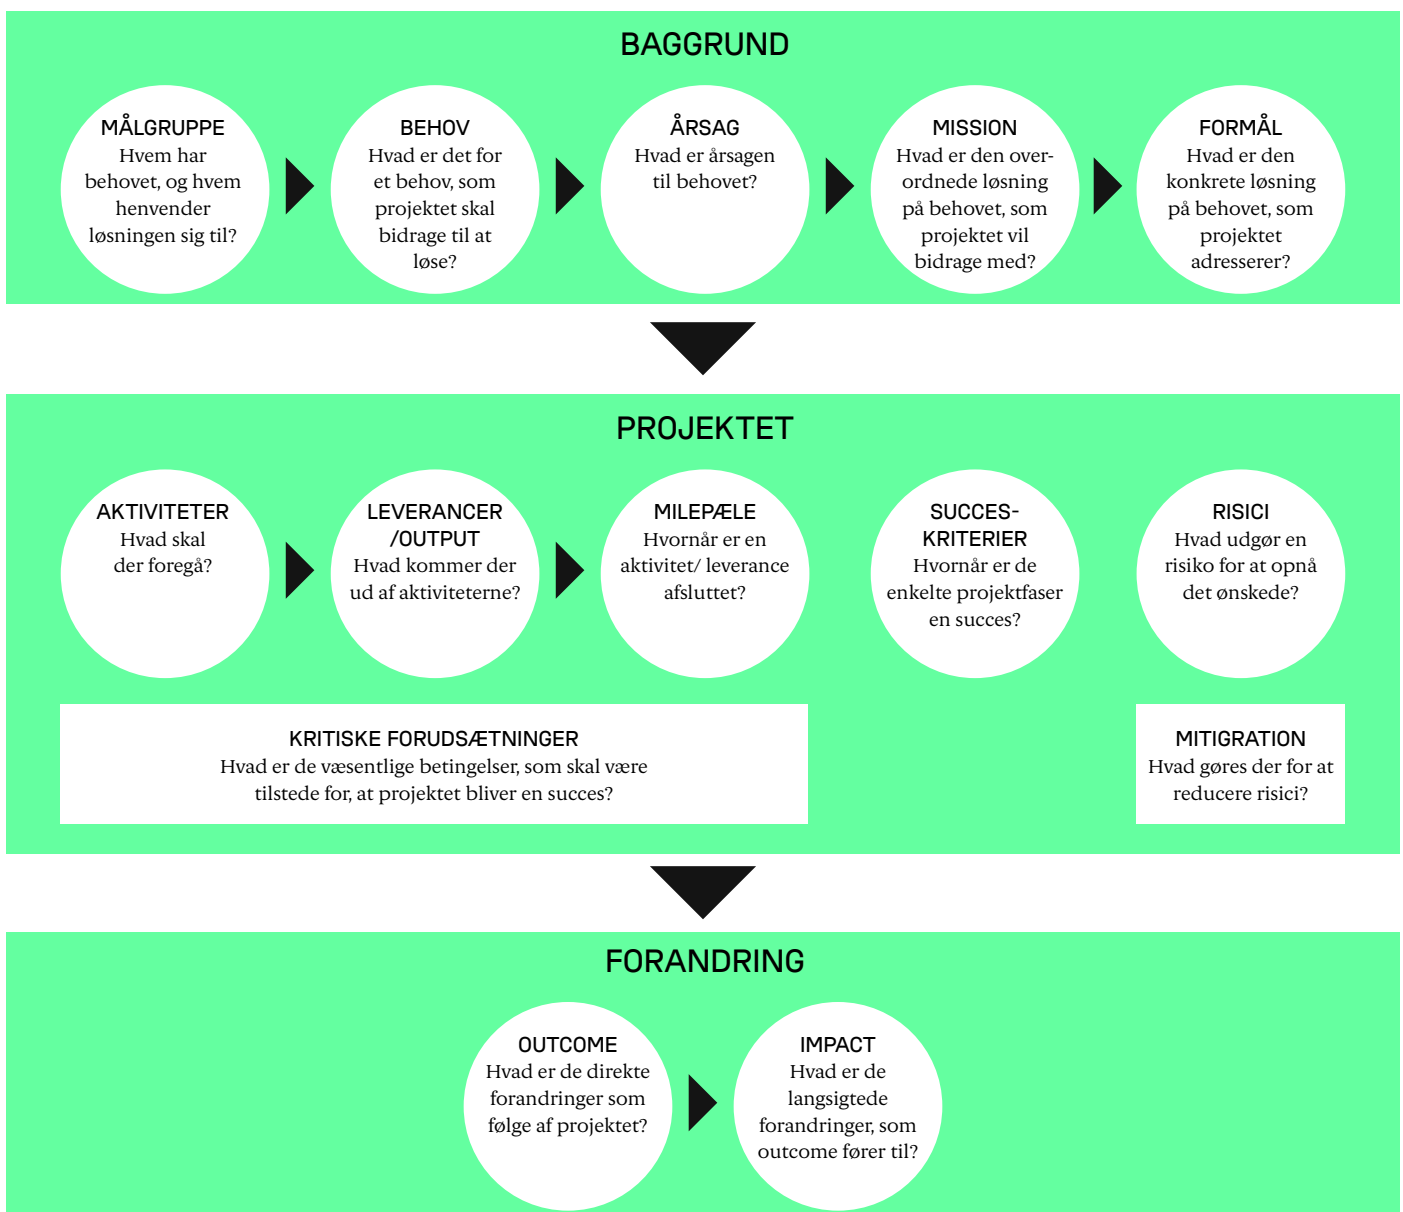 BAGGRUND
MÅLGRUPPE
Hvem har
behovet, og hvem
henvender
løsningen sig til?
BEHOV
Hvad er det for
et behov, som
projektet skal
bidrage til at
løse?
ÅRSAG
Hvad er årsagen
til behovet?
MISSION
Hvad er den over-
ordnede løsning
på behovet, som
projektet vil
bidrage med?
FORMÅL
Hvad er den
konkrete løsning
på behovet, som
projektet
adresserer?
PROJEKTET
AKTIVITETER
Hvad skal
der foregå?
LEVERANCER
/OUTPUT
Hvad kommer der
ud af aktiviteterne?
MILEPÆLE
Hvornår er en
aktivitet/ leverance
afsluttet?
SUCCES-
KRITERIER
Hvornår er de
enkelte projektfaser
en succes?
RISICI
Hvad udgør en
risiko for at opnå
det ønskede?
KRITISKE FORUDSÆTNINGER
Hvad er de væsentlige betingelser, som skal være
tilstede for, at projektet bliver en succes?
MITIGRATION
Hvad gøres der for at
reducere risici?
FORANDRING
OUTCOME
Hvad er de direkte
forandringer som
følge af projektet?
IMPACT
Hvad er de
langsigtede
forandringer, som
outcome fører til?